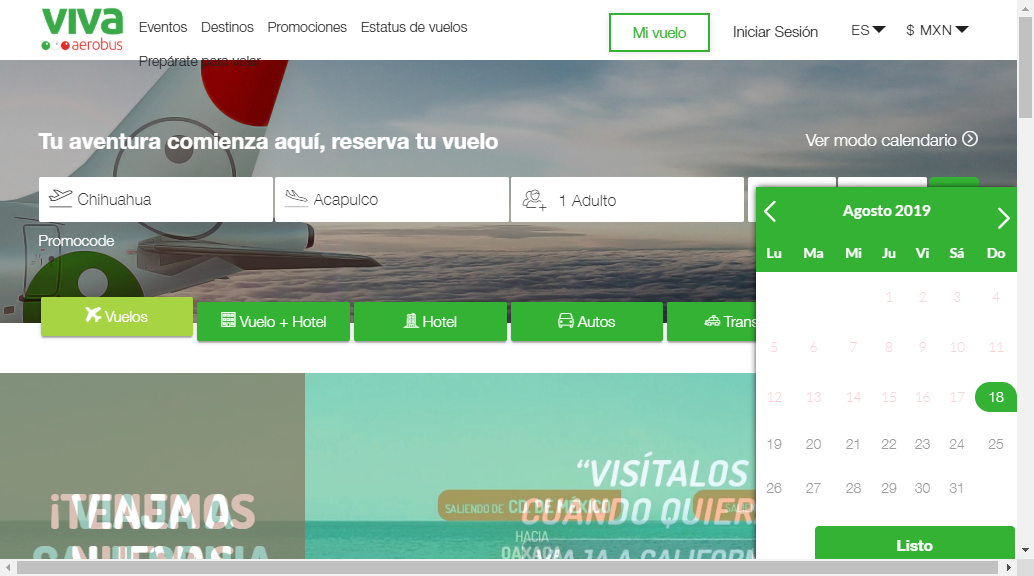 viva
aerobus
Eventos Destinos Promociones Estatus de vuelos
Prepárate para volar
Mi vuelo
Iniciar Sesión
ES
$ MXN
Tu aventura comienza aquí, reserva tu vuelo
Ver modo calendario
Chihuahua
Acapulco
1 Adulto
Promocode
Agosto 2019
Lu Ma Mi Ju Vi Sá Do
1 2 3 4
5 6 7 8 9 10 11
12 13 14 15 16 17 18
19 20 21 22 23 24 25
26 27 28 29 30 31
Listo
Vuelos
Vuelo + Hotel
Hotel
Autos
Trans
“VISÍTALOS
CUANDO QUIER
SALIENDO DE CD. DE MÉXICO
HACIA
OAXACA
VIAJA A CALIFORN
¡TENEMOS
NUEVAS